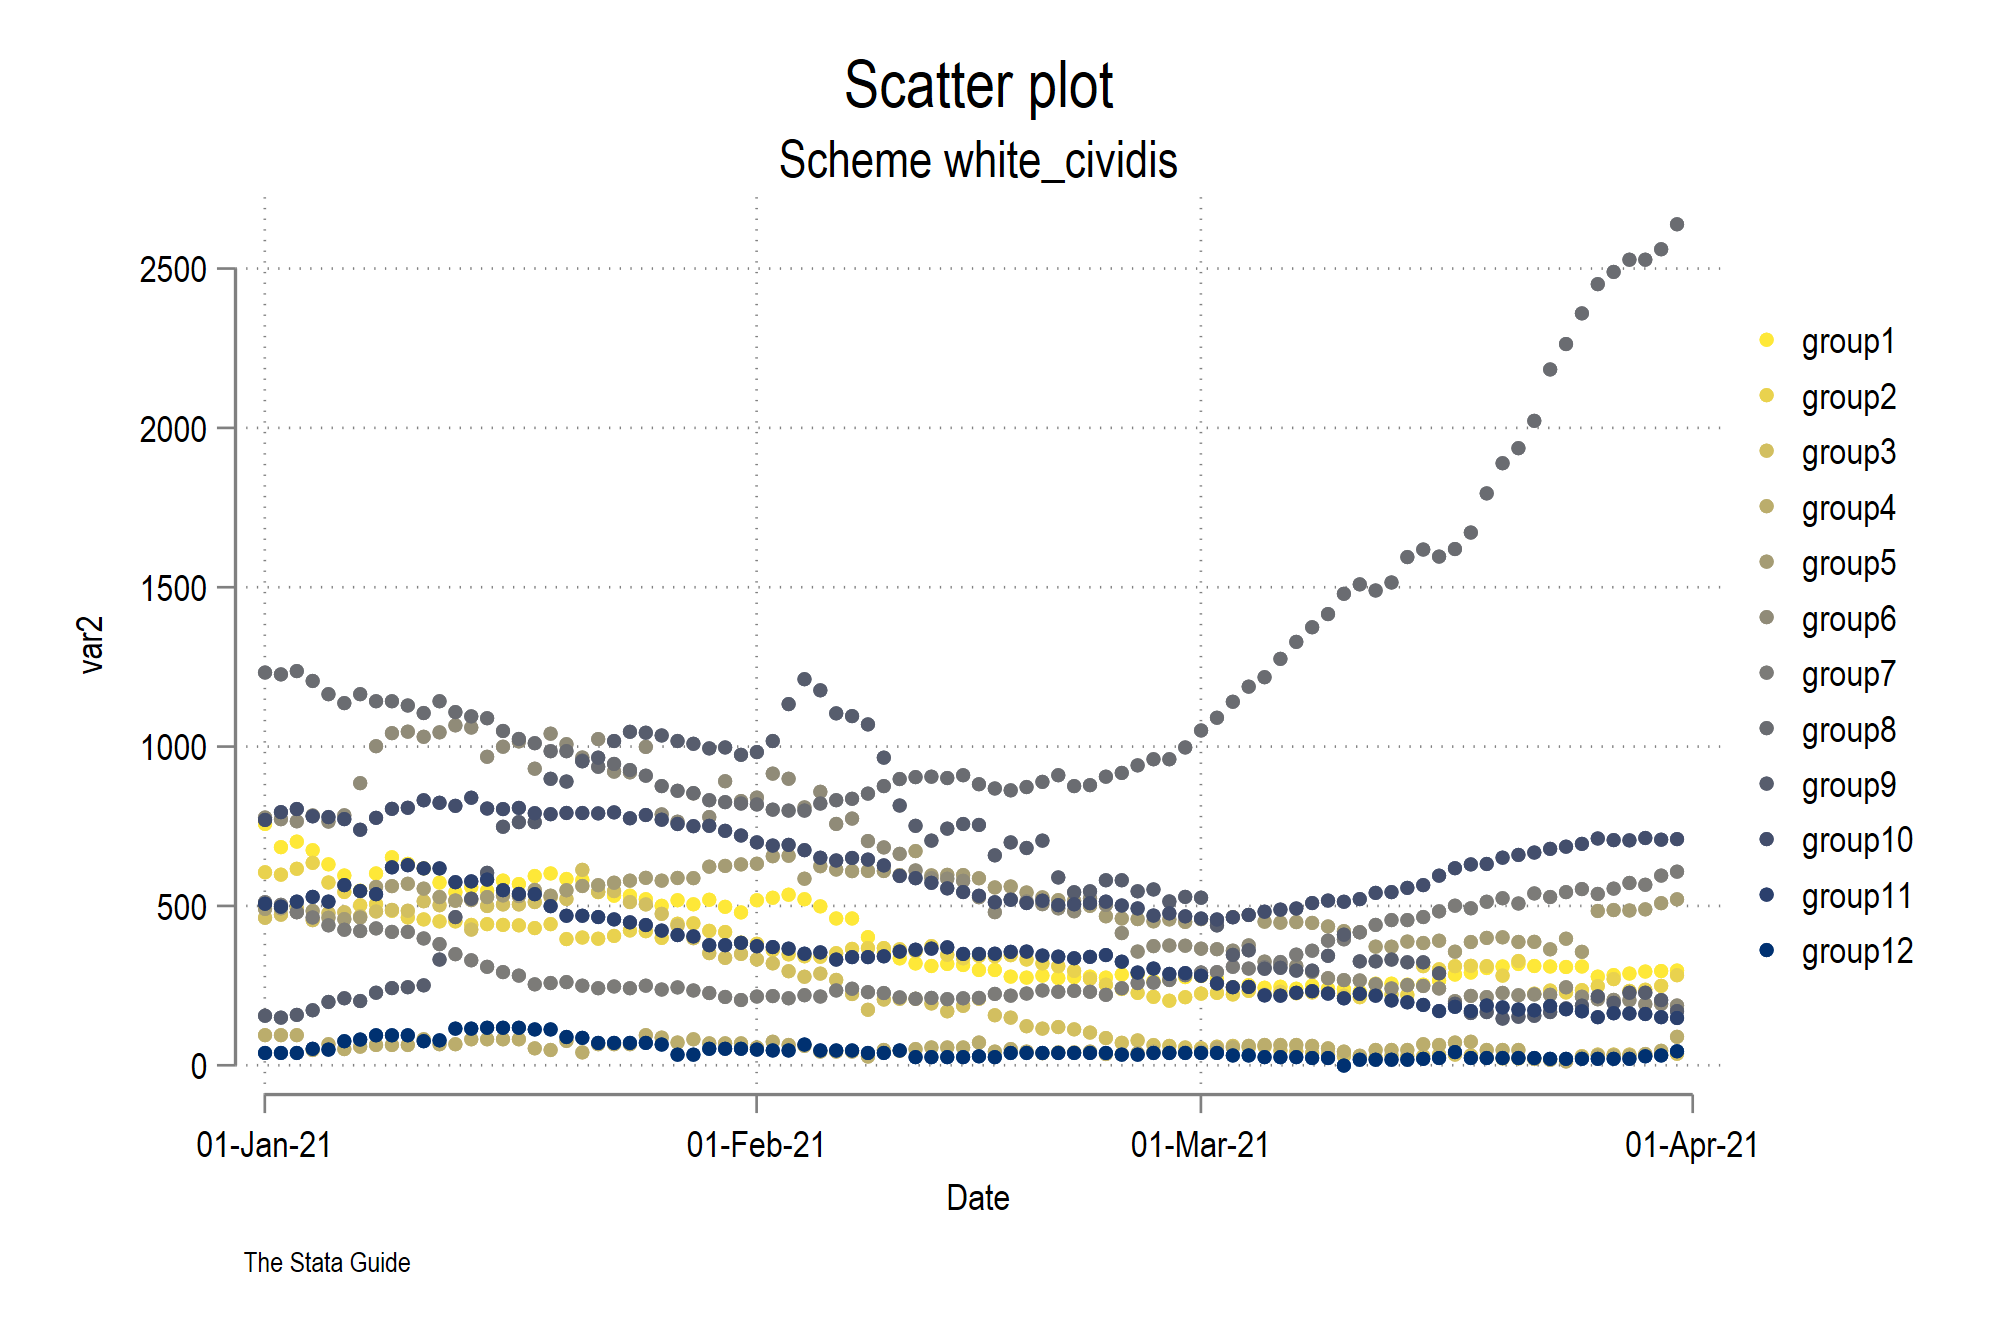 Scatter plot
Scheme white_cividis
2500
2000
1500
1000
500
0
var2
01-Jan-21
01-Feb-21
01-Mar-21
01-Apr-21
Date
group1
group2
group3
group4
group5
group6
group7
group8
group9
group10
group11
group12
The Stata Guide